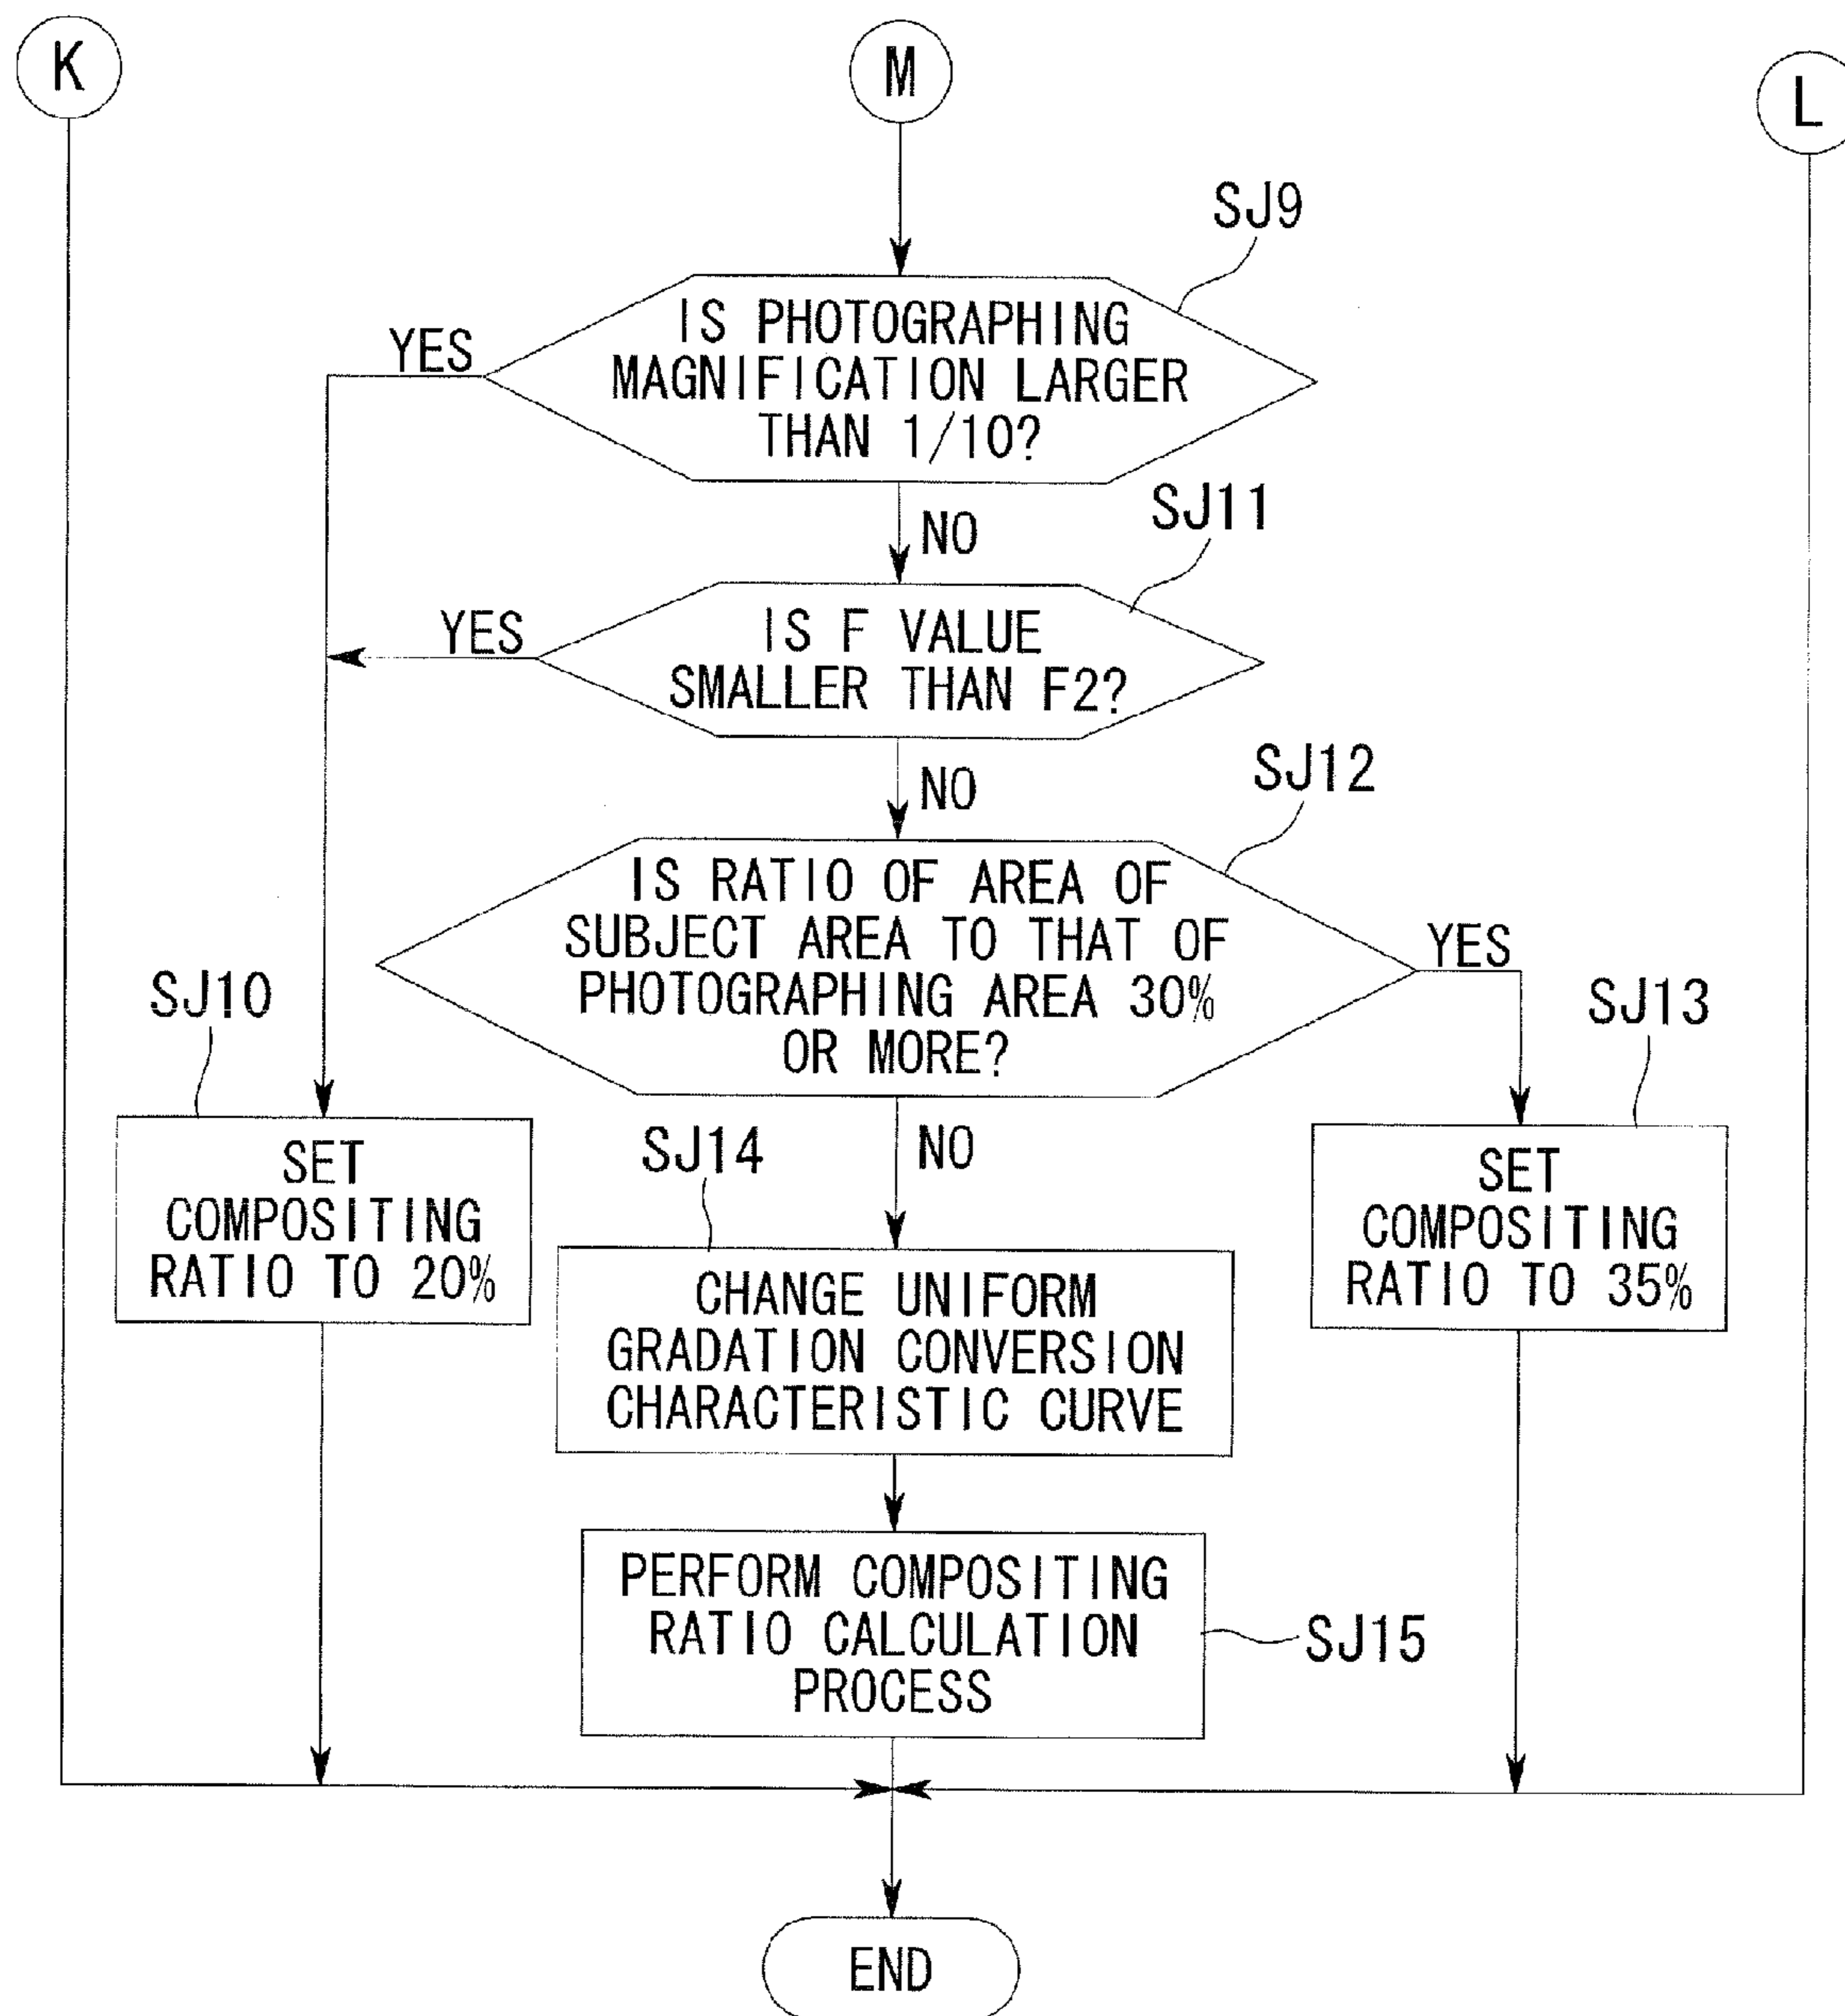 K
M
L
SJ9
IS PHOTOGRAPHING
MAGNIFICATION LARGER
THAN 1/10?
YES
NO
SJ11
IS F VALUE
SMALLER THAN F2?
YES
NO
SJ12
IS RATIO OF AREA OF
SUBJECT AREA TO THAT OF
PHOTOGRAPHING AREA 30%
OR MORE?
YES
NO
SJ10
SET
COMPOSITING
RATIO TO 20%
SJ13
SET
COMPOSITING
RATIO TO 35%
SJ14
CHANGE UNIFORM
GRADATION CONVERSION
CHARACTERISTIC CURVE
PERFORM COMPOSITING
RATIO CALCULATION
PROCESS
SJ15
END